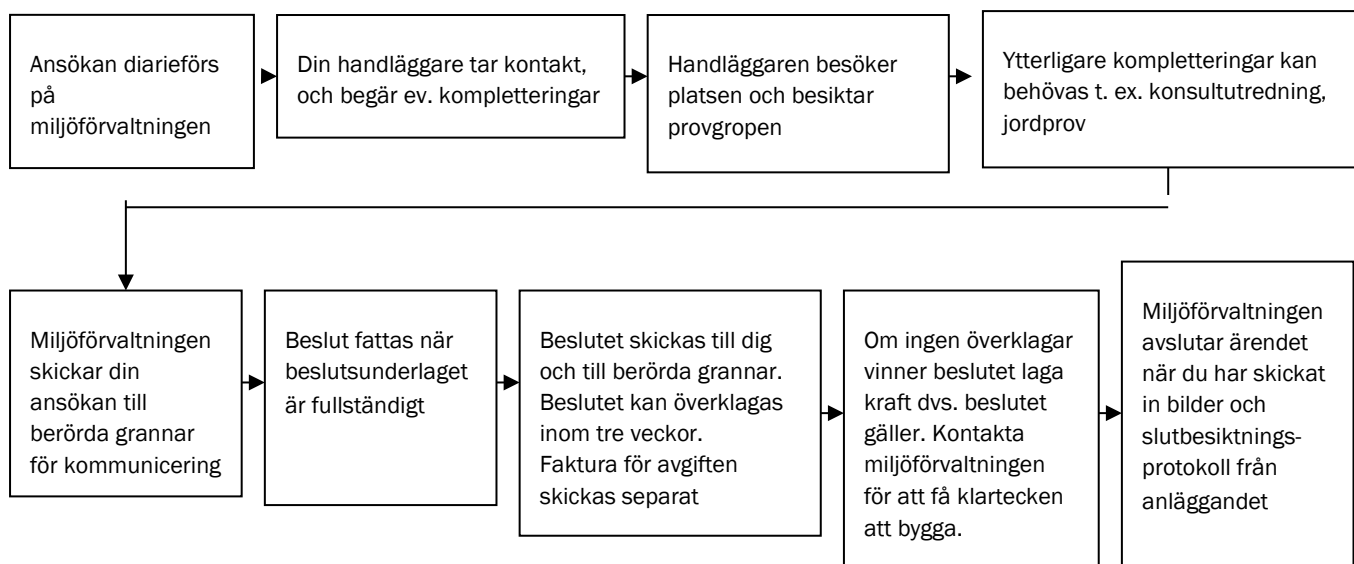 Ansökan diarieförs
på
miljöförvaltningen
Din handläggare tar kontakt,
och begär ev. kompletteringar
Handläggaren besöker
platsen och besiktar
provgropen
Ytterligare kompletteringar kan
behövas t. ex. konsultutredning,
jordprov
Miljöförvaltningen
skickar din
ansökan till
berörda grannar
för kommunicering
Beslut fattas när
beslutsunderlaget
är fullständigt
Beslutet skickas till dig
och till berörda grannar.
Beslutet kan överklagas
inom tre veckor.
Faktura för avgiften
skickas separat
Om ingen överklagar
vinner beslutet laga
kraft dvs. beslutet
gäller. Kontakta
miljöförvaltningen
för att få klartecken
att bygga.
Miljöförvaltningen
avslutar ärendet
när du har skickat
in bilder och
slutbesiktnings-
protokoll från
anläggandet